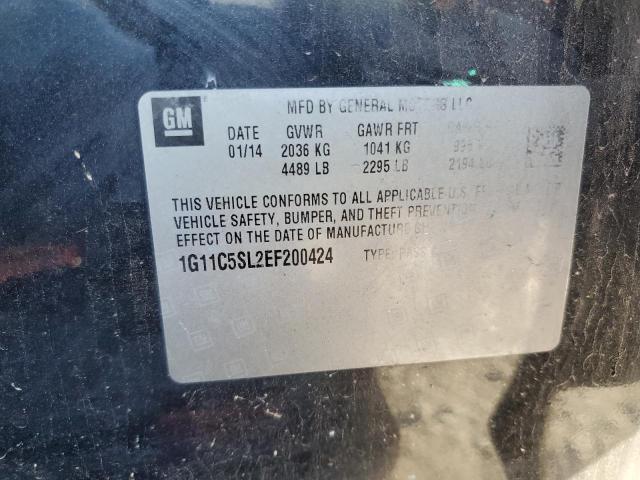 GM
MFD BY GENERAL MOTORS LLC
DATE GVWR GAWR FRT
01/14 2036 KG 1041 KG
4489 LB 2295 LB 2194
THIS VEHICLE CONFORMS TO ALL APPLICABLE U.S.
VEHICLE SAFETY, BUMPER, AND THEFT PREVENTION
EFFECT ON THE DATE OF MANUFACTURE
1G11C5SL2EF200424 TYPE: PASS